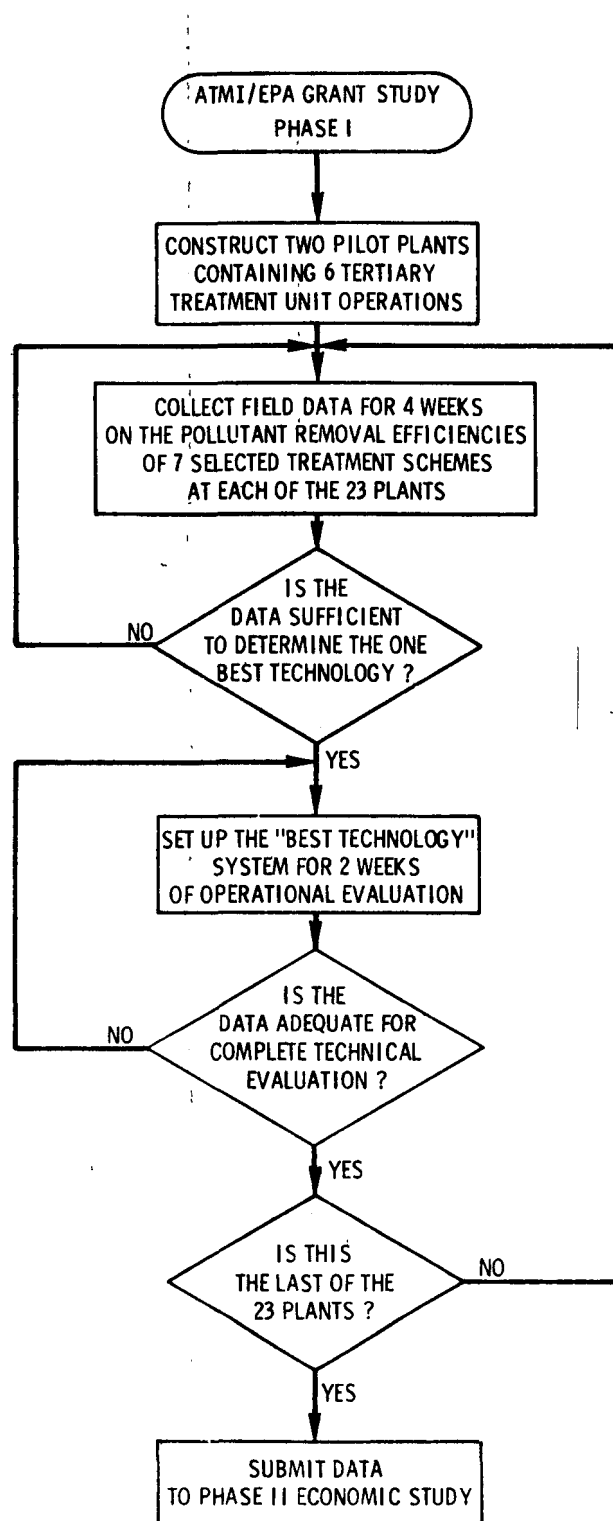 ATMI/EPA GRANT STUDY
PHASE I
CONSTRUCT TWO PILOT PLANTS
CONTAINING 6 TERTIARY
TREATMENT UNIT OPERATIONS
COLLECT FIELD DATA FOR 4 WEEKS
ON THE POLLUTANT REMOVAL EFFICIENCIES
OF 7 SELECTED TREATMENT SCHEMES
AT EACH OF THE 23 PLANTS
IS THE
DATA SUFFICIENT
TO DETERMINE THE ONE
BEST TECHNOLOGY ?
NO
YES
SET UP THE "BEST TECHNOLOGY"
SYSTEM FOR 2 WEEKS
OF OPERATIONAL EVALUATION
IS THE
DATA ADEQUATE FOR
COMPLETE TECHNICAL
EVALUATION ?
NO
YES
IS THIS
THE LAST OF THE
23 PLANTS ?
NO
YES
SUBMIT DATA
TO PHASE II ECONOMIC STUDY